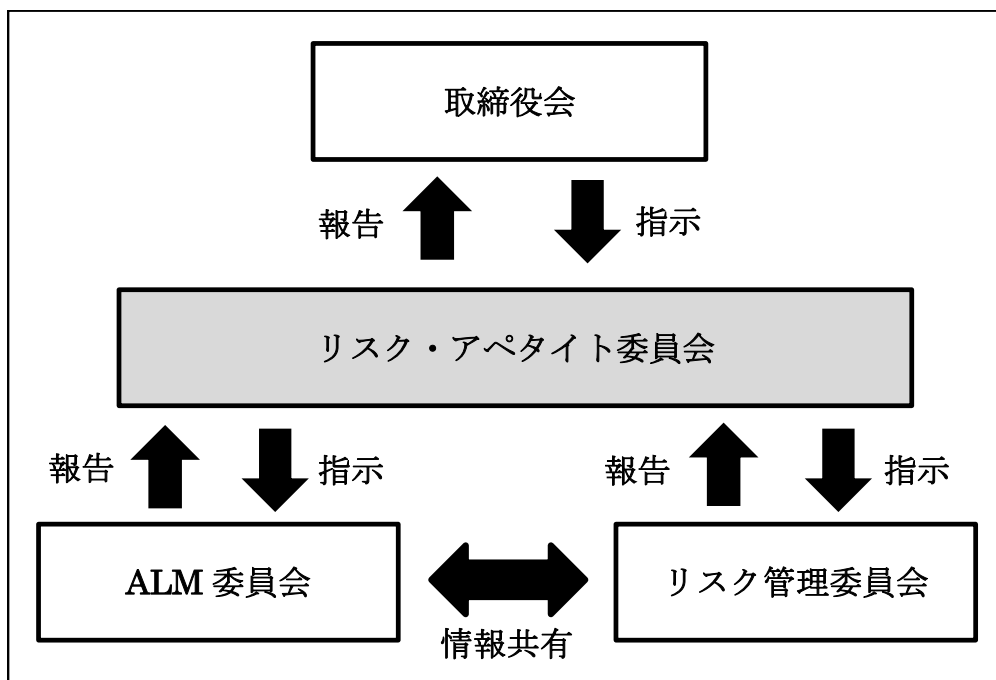 取締役会
報告
指示
リスク・アペタイト委員会
報告
指示
報告
指示
ALM 委員会
リスク管理委員会
情報共有